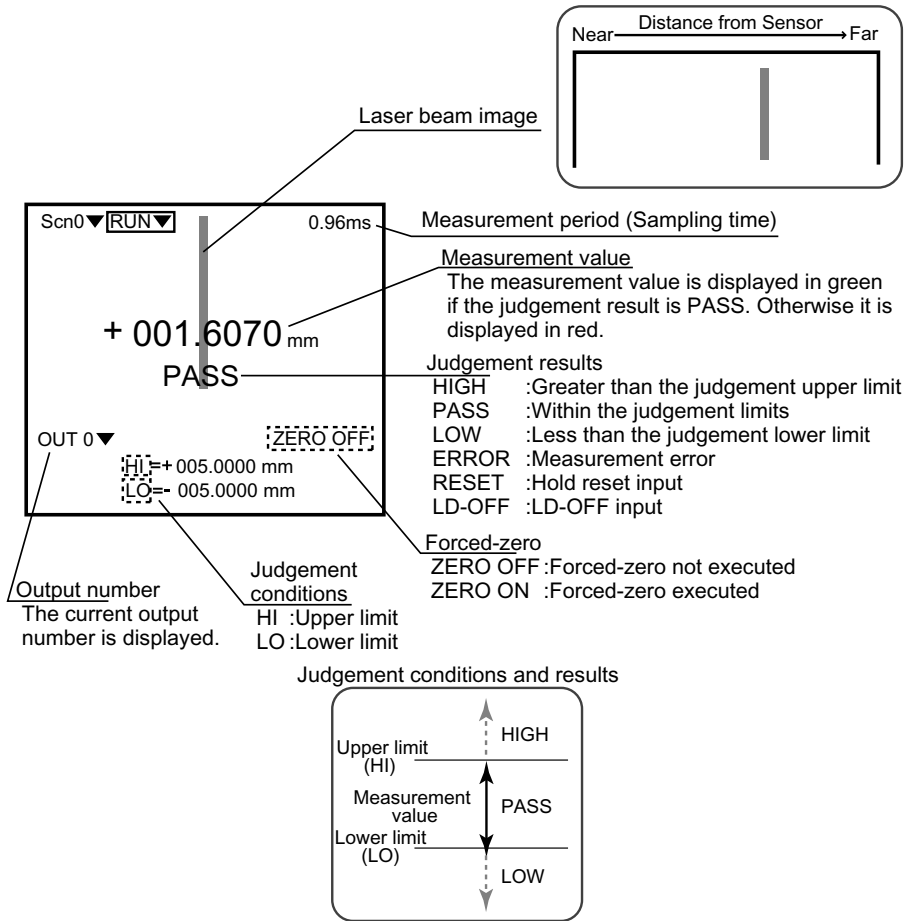 Distance from Sensor
Near Far
Laser beam image
Scn0▼ RUN▼ 0.96ms
Measurement period (Sampling time)
Measurement value
The measurement value is displayed in green
if the judgement result is PASS. Otherwise it is
displayed in red.
+ 001.6070 mm
PASS
Judgement results
HIGH :Greater than the judgement upper limit
PASS :Within the judgement limits
LOW :Less than the judgement lower limit
ERROR :Measurement error
RESET :Hold reset input
LD-OFF :LD-OFF input
OUT 0▼ ZERO OFF
HI =+ 005.0000 mm
LO =- 005.0000 mm
Forced-zero
ZERO OFF :Forced-zero not executed
ZERO ON :Forced-zero executed
Output number
The current output
number is displayed.
Judgement
conditions
HI :Upper limit
LO :Lower limit
Judgement conditions and results
HIGH
Upper limit
(HI)
Measurement
value
PASS
Lower limit
(LO)
LOW